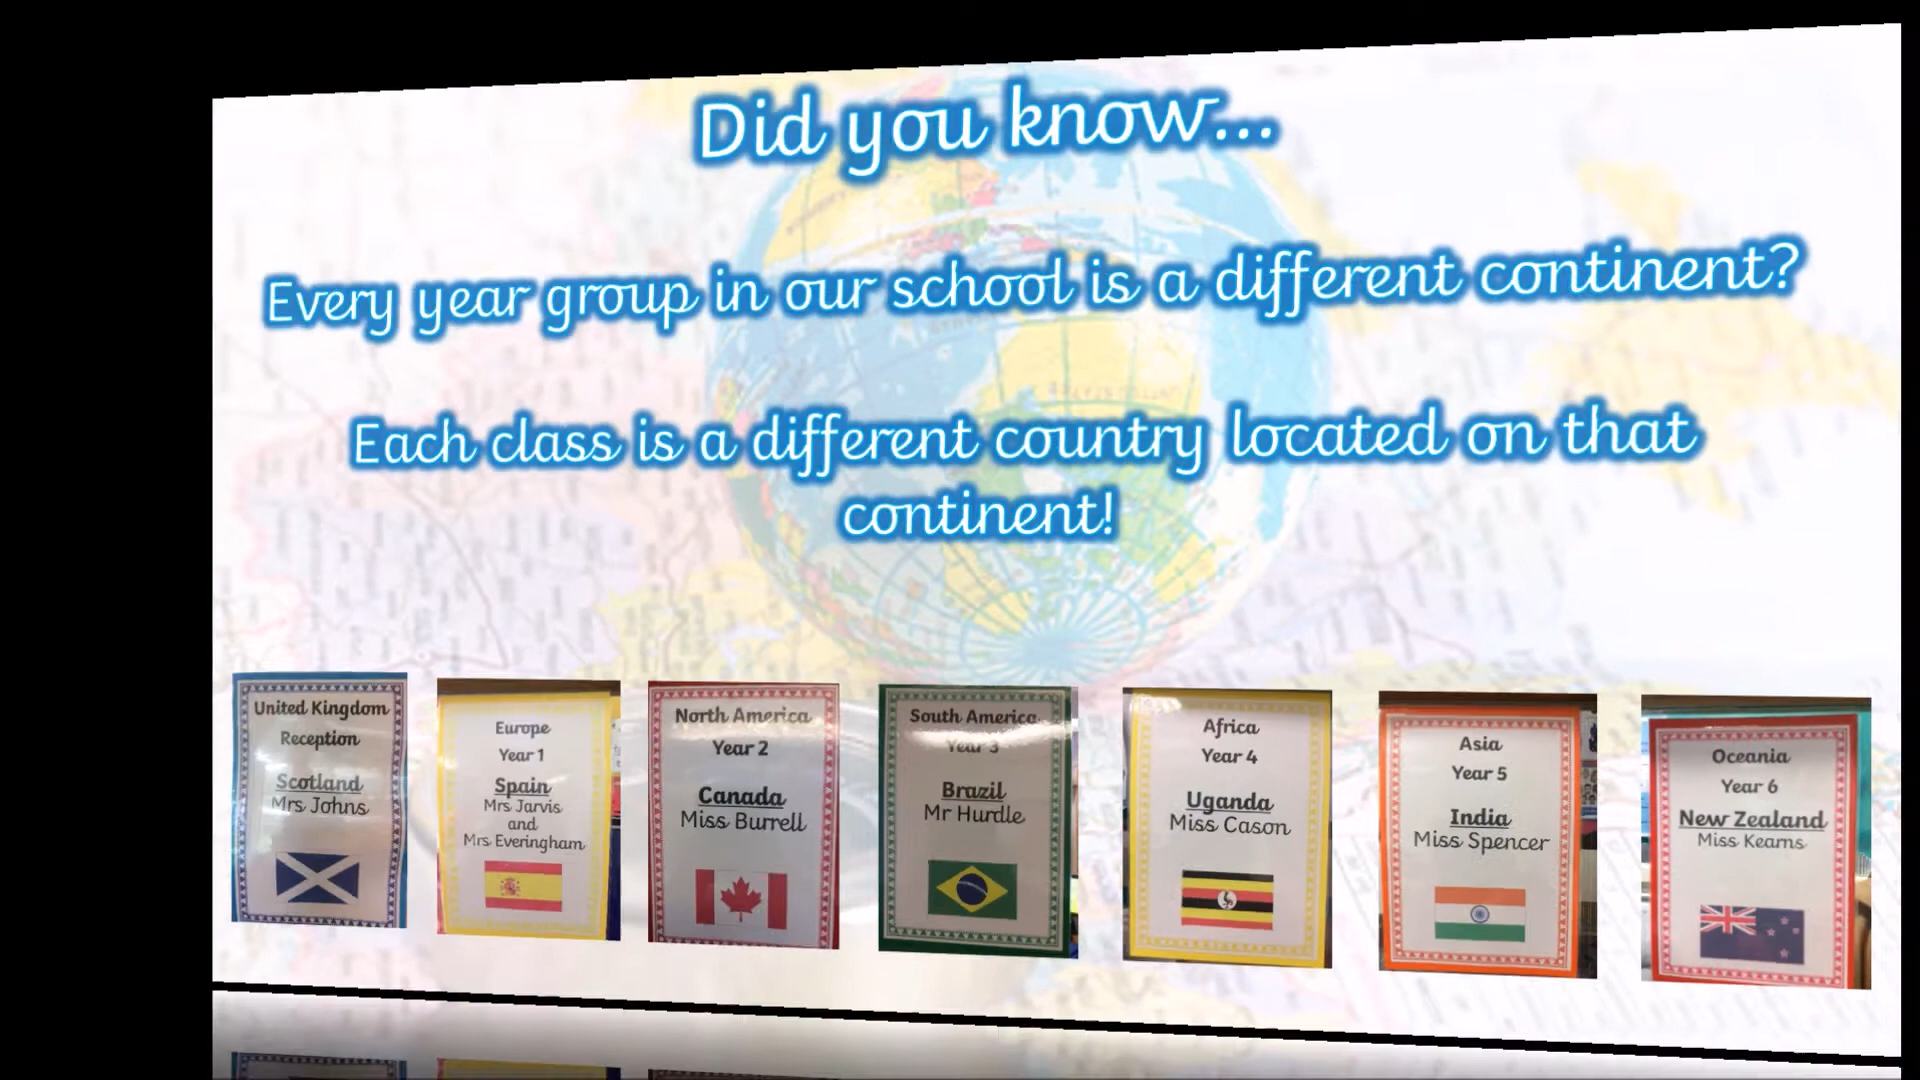 Did you know...
Every year group in our school is a different continent?
Each class is a different country located on that
continent!
United Kingdom
Reception
Scotland
Mrs Johns
Europe
Year 1
Spain
Mrs Jarvis
and
Mrs Everingham
North America
Year 2
Canada
Miss Burrell
South America
Year 3
Brazil
Mr Hurdle
Africa
Year 4
Uganda
Miss Cason
Asia
Year 5
India
Miss Spencer
Oceania
Year 6
New Zealand
Miss Kearns